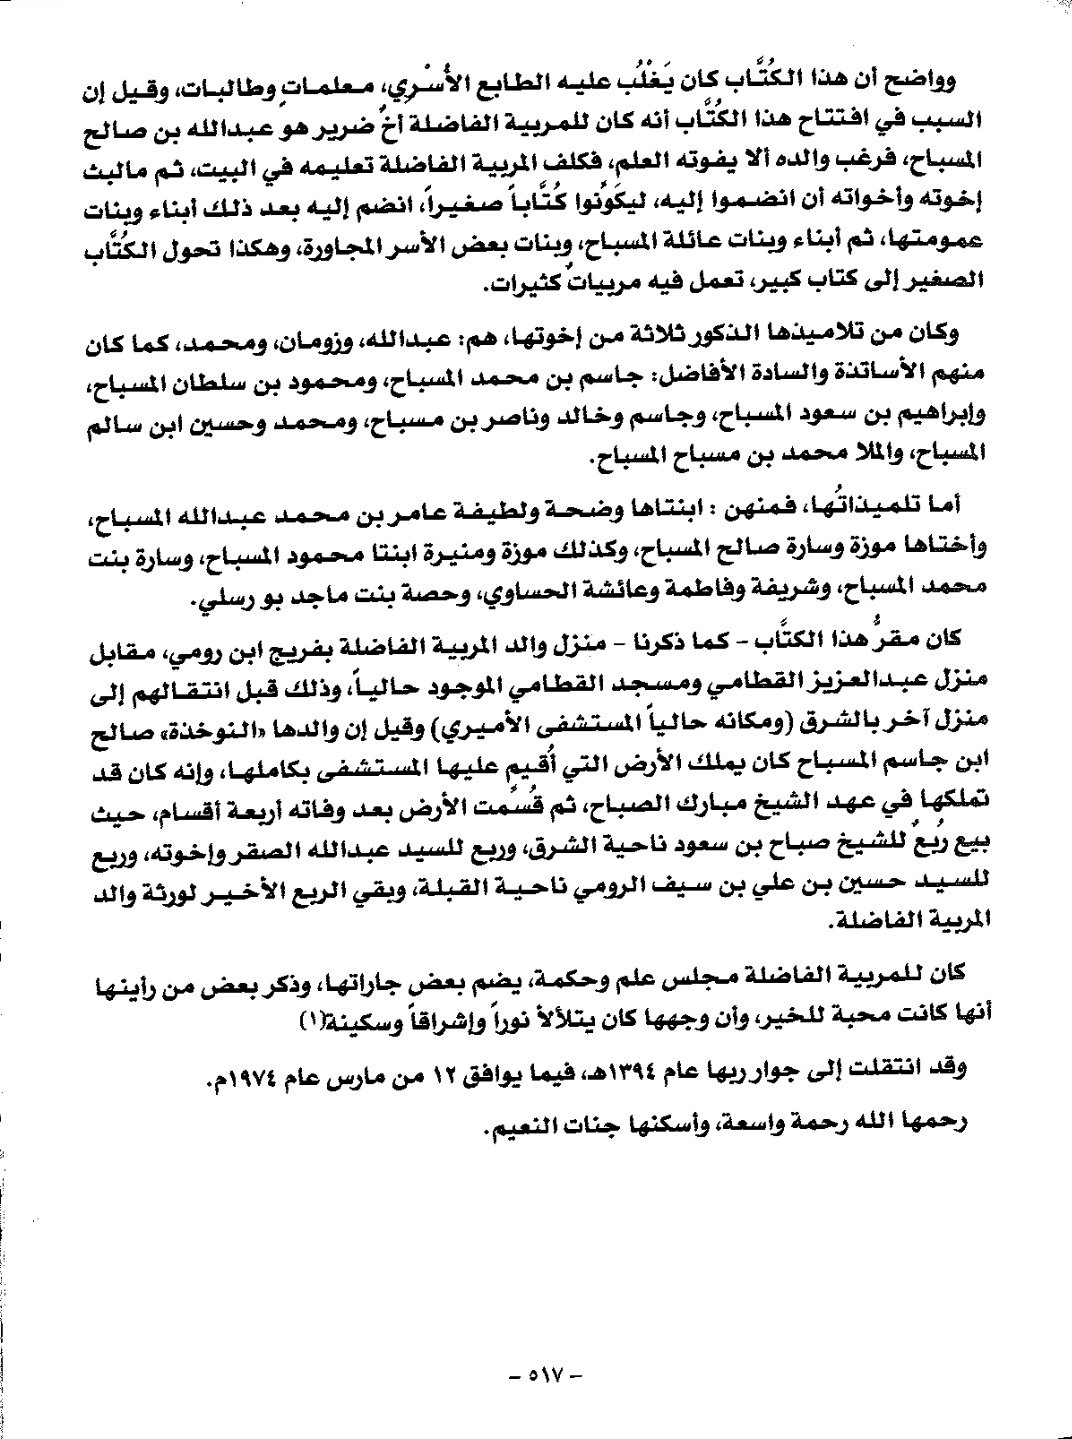 وواضح أن هذا الكُتَّاب كان يَغْلُب عليه الطابع الأُسْرِي، معلماتٍ وطالبات، وقيل إن
السبب في افتتاح هذا الكُتَّاب أنه كان للمربية الفاضلة أخٌ ضرير هو عبدالله بن صالح
المسباح، فرغب والده ألا يفوته العلم، فكلف المربية الفاضلة تعليمه في البيت، ثم مالبث
إخوته وأخواته أن انضموا إليه، ليكَوِّنوا كُتَّاباً صغيراً، انضم إليه بعد ذلك أبناء وبنات
عمومتها، ثم أبناء وبنات عائلة المسباح، وبنات بعض الأسر المجاورة، وهكذا تحول الكُتَّاب
الصغير إلى كتاب كبير، تعمل فيه مربياتٌ كثيرات.
وكان من تلاميذها الذكور ثلاثة من إخوتها، هم: عبدالله، وزومان، ومحمد، كما كان
منهم الأساتذة والسادة الأفاضل: جاسم بن محمد المسباح، ومحمود بن سلطان المسباح،
وإبراهيم بن سعود المسباح، وجاسم وخالد وناصر بن مسباح، ومحمد وحسين ابن سالم
المسباح، والملا محمد بن مسباح المسباح.
أما تلميذاتُها، فمنهن : ابنتاها وضحة ولطيفة عامر بن محمد عبدالله المسباح،
وأختاها موزة وسارة صالح المسباح، وكذلك موزة ومنيرة ابنتا محمود المسباح، وسارة بنت
محمد المسباح، وشريفة وفاطمة وعائشة الحساوي، وحصة بنت ماجد بو رسلي.
كان مقرُّ هذا الكتَّاب - كما ذكرنا - منزل والد المربية الفاضلة بفريج ابن رومي، مقابل
منزل عبدالعزيز القطامي ومسجد القطامي الموجود حالياً، وذلك قبل انتقالهم إلى
منزل آخر بالشرق (ومكانه حالياً المستشفى الأميري) وقيل إن والدها «النوخذة» صالح
ابن جاسم المسباح كان يملك الأرض التي أُقيم عليها المستشفى بكاملها، وإنه كان قد
تملكها في عهد الشيخ مبارك الصباح، ثم قُسِّمت الأرض بعد وفاته أربعة أقسام، حيث
بيع رُبعٌ للشيخ صباح بن سعود ناحية الشرق، وربع للسيد عبدالله الصقر وإخوته، وربع
للسيد حسين بن علي بن سيف الرومي ناحية القبلة، وبقي الربع الأخير لورثة والد
المربية الفاضلة.
كان للمربية الفاضلة مجلس علم وحكمة، يضم بعض جاراتها، وذكر بعض من رأينها
أنها كانت محبة للخير، وأن وجهها كان يتلألأ نوراً وإشراقاً وسكينة(١)
وقد انتقلت إلى جوار ربها عام ١٣٩٤هـ، فيما يوافق ١٢ من مارس عام ١٩٧٤م.
رحمها الله رحمة واسعة، وأسكنها جنات النعيم.
- ٥١٧ -